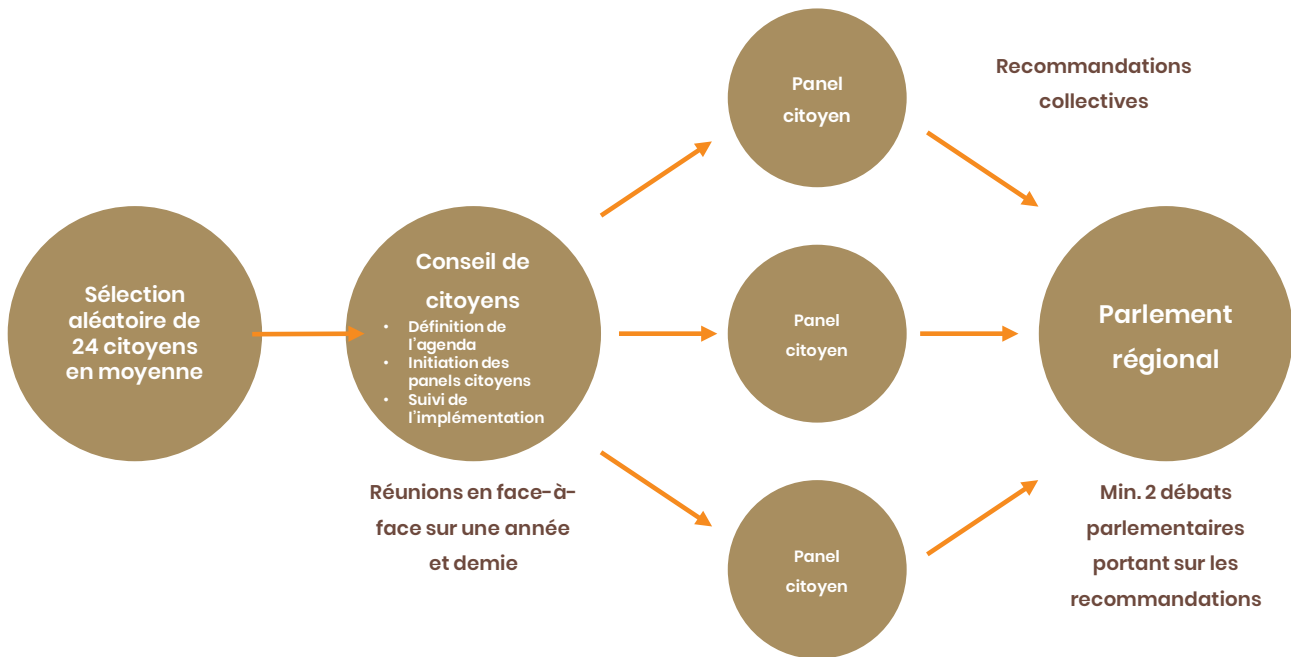 Sélection
aléatoire de
24 citoyens
en moyenne
Conseil de
citoyens
• Définition de
l'agenda
• Initiation des
panels citoyens
• Suivi de
l'implémentation
Réunions en face-à-
face sur une année
et demie
Panel
citoyen
Panel
citoyen
Panel
citoyen
Recommandations
collectives
Parlement
régional
Min. 2 débats
parlementaires
portant sur les
recommandations